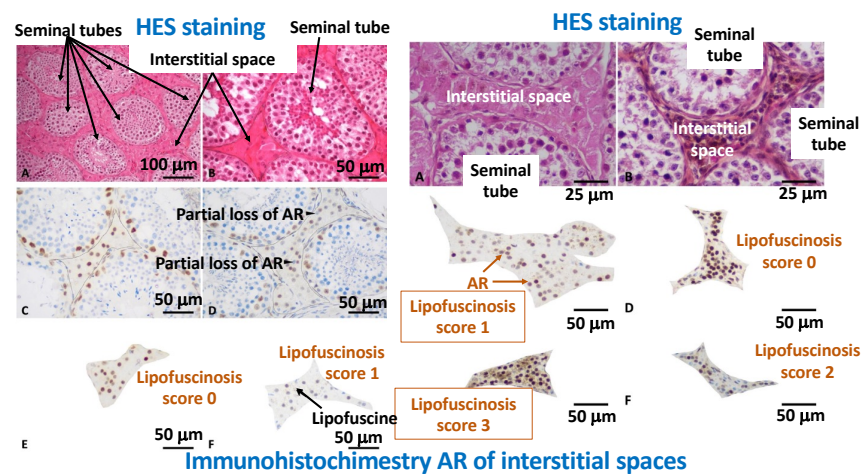 HES staining
Seminal tubes
Seminal tube
Interstitial space
100 µm
50 µm
A
B
Partial loss of AR
Partial loss of AR
50 µm
50 µm
C
D
Lipofuscinosis
score 0
Lipofuscinosis
score 1
Lipofuscine
50 µm
50 µm
E
F
HES staining
Seminal
tube
Interstitial space
Interstitial
space
Seminal
tube
Seminal
tube
A
B
25 µm
25 µm
AR
Lipofuscinosis
score 1
50 µm
Lipofuscinosis
score 0
D
50 µm
Lipofuscinosis
score 3
50 µm
F
Lipofuscinosis
score 2
50 µm
Immunohistochimestry AR of interstitial spaces